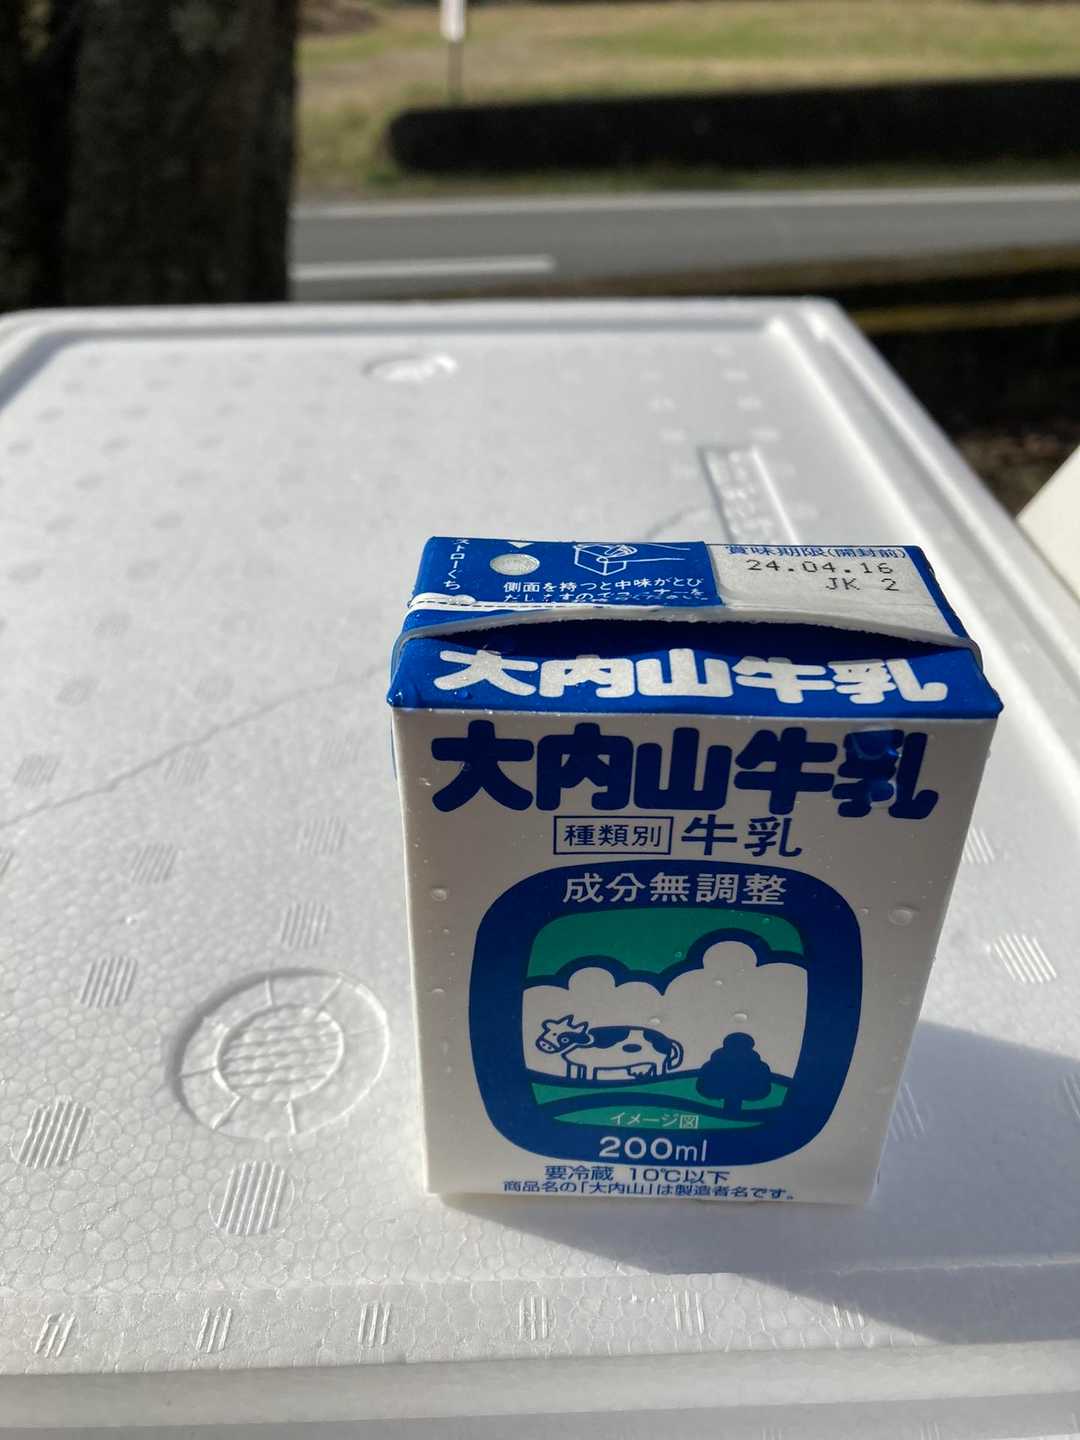 ストローぐち
側面を持つと中味がとび
賞味期限(開封前)
24.04.16
JK 2
大内山牛乳
大内山牛乳
種類別 牛乳
成分無調整
イメージ図
200ml
要冷蔵 10℃以下
商品名の「大内山」は製造者名です。